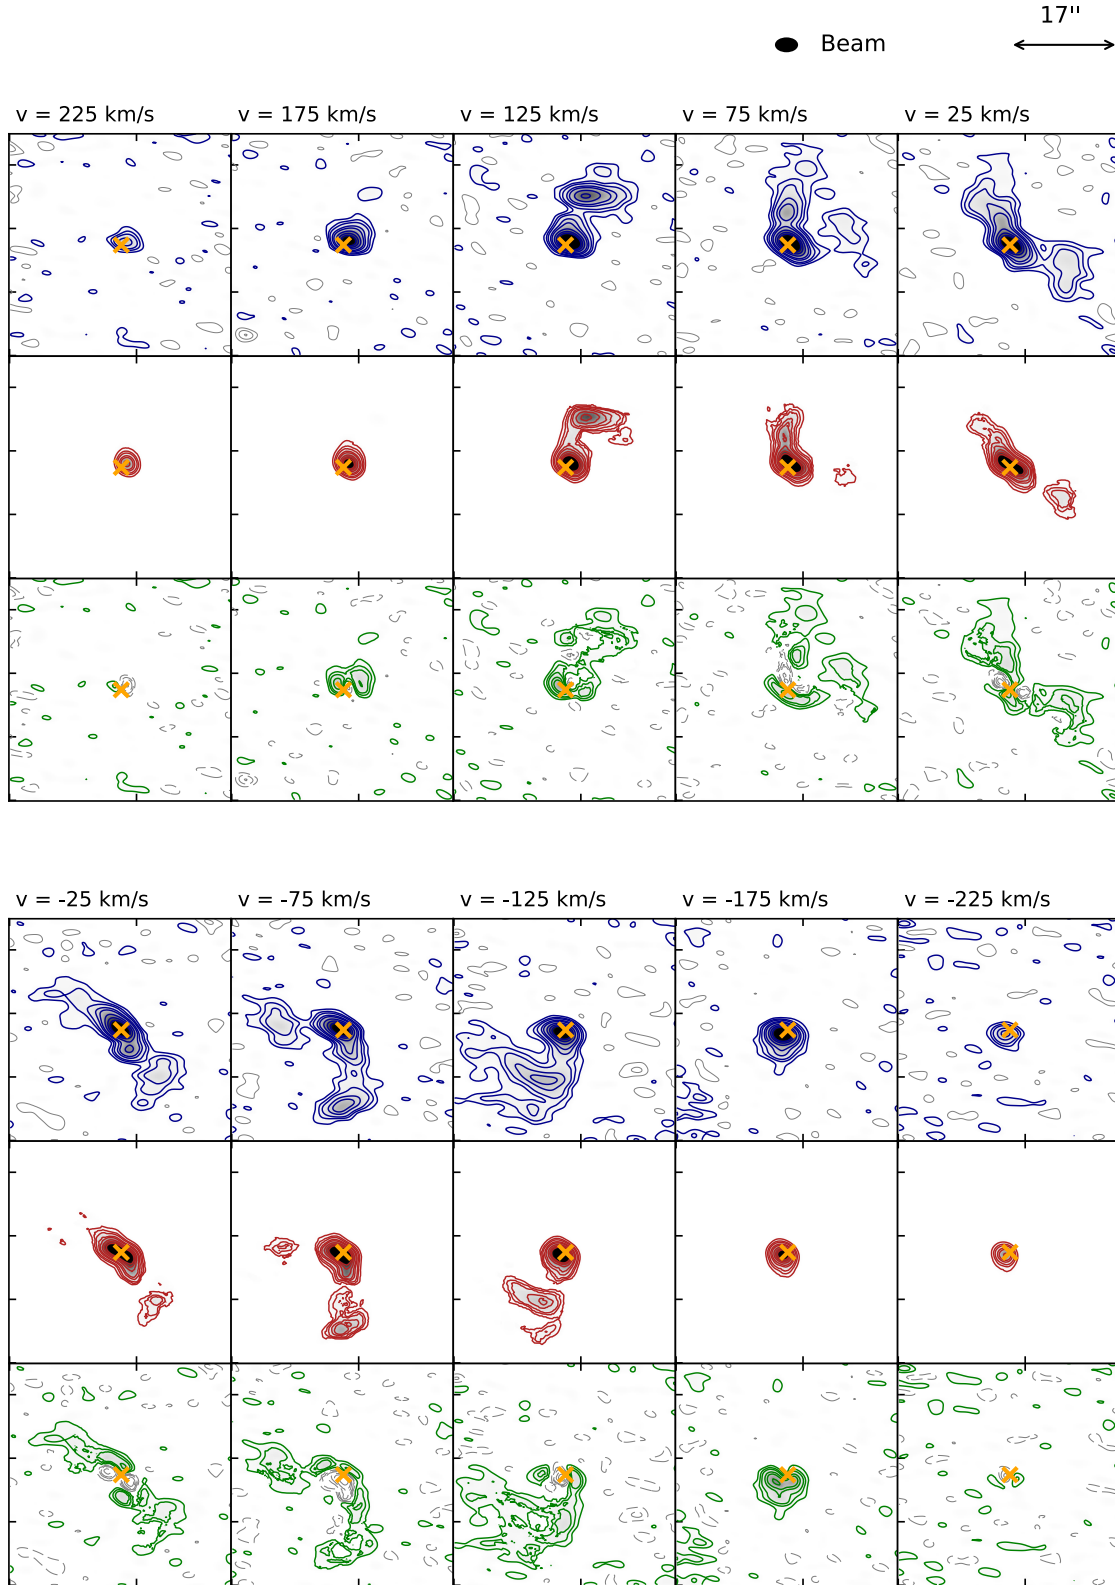 17"
Beam
v = 225 km/s
v = 175 km/s
v = 125 km/s
v = 75 km/s
v = 25 km/s
v = -25 km/s
v = -75 km/s
v = -125 km/s
v = -175 km/s
v = -225 km/s